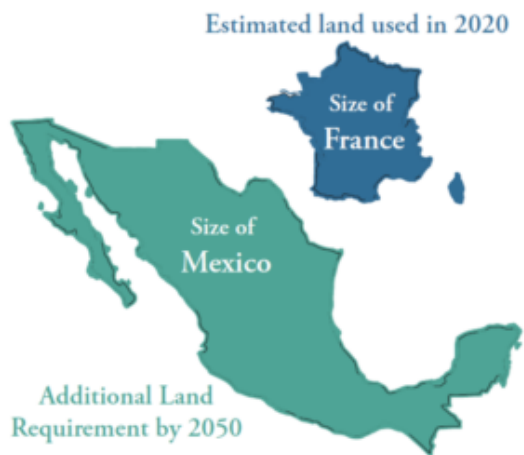 Estimated land used in 2020
Size of
France
Size of
Mexico
Additional Land
Requirement by 2050